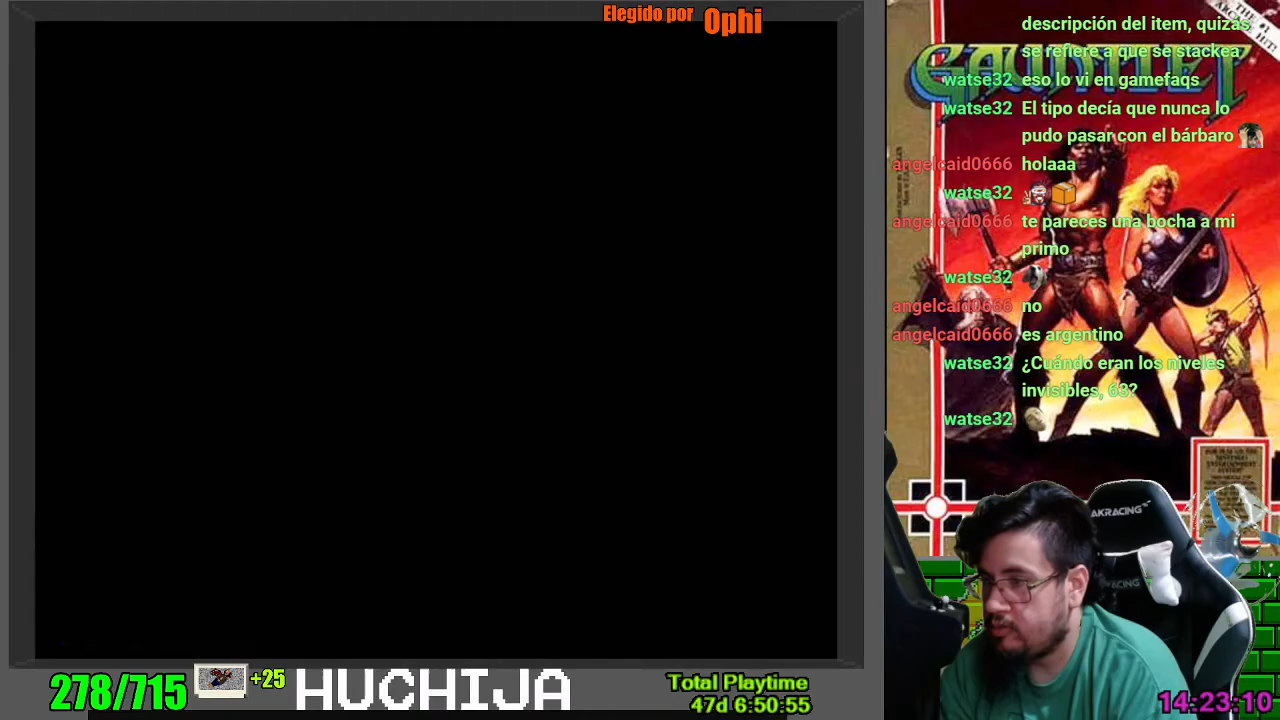 Elegido por Ophi
descripción del item, quizás
se refiere a que se stackea
watse32 eso lo vi en gamefaqs
watse32 El tipo decía que nunca lo
pudo pasar con el bárbaro
angelcaid0666 holaaa
watse32
angelcaid0666 te pareces una bocha a mi
primo
watse32
angelcaid0666 no
angelcaid0666 es argentino
watse32 ¿Cuándo eran los niveles
invisibles, 63?
watse32
GAUNTLET
AKRACING
278/715 +25 HUCHIJA
Total Playtime
47d 6:50:55
14:23:10